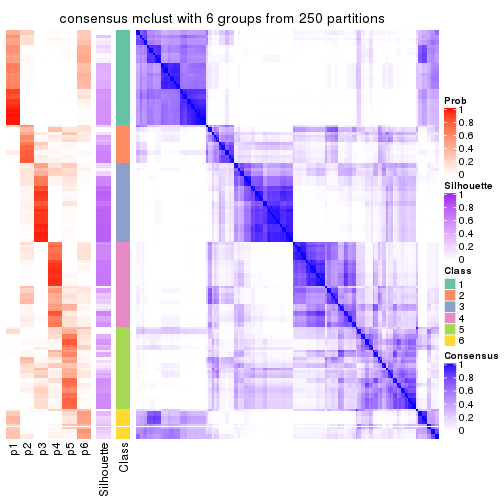 consensus mclust with 6 groups from 250 partitions
Prob
1
0.8
0.6
0.4
0.2
0
Silhouette
1
0.8
0.6
0.4
0.2
0
Class
1
2
3
4
5
6
Consensus
1
0.8
0.6
0.4
0.2
0
p1
p2
p3
p4
p5
p6
Silhouette
Class